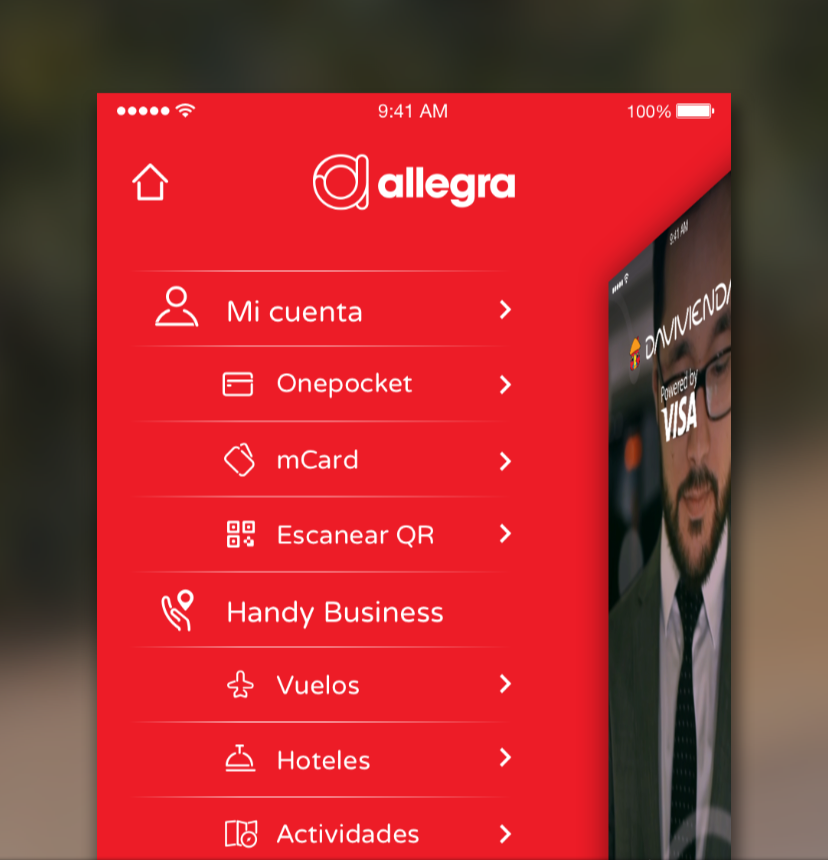 9:41 AM
100%
allegra
9:41 AM
DAVIVIENDA
Powered by
VISA
Mi cuenta
Onepocket
mCard
Escanear QR
Handy Business
Vuelos
Hoteles
Actividades